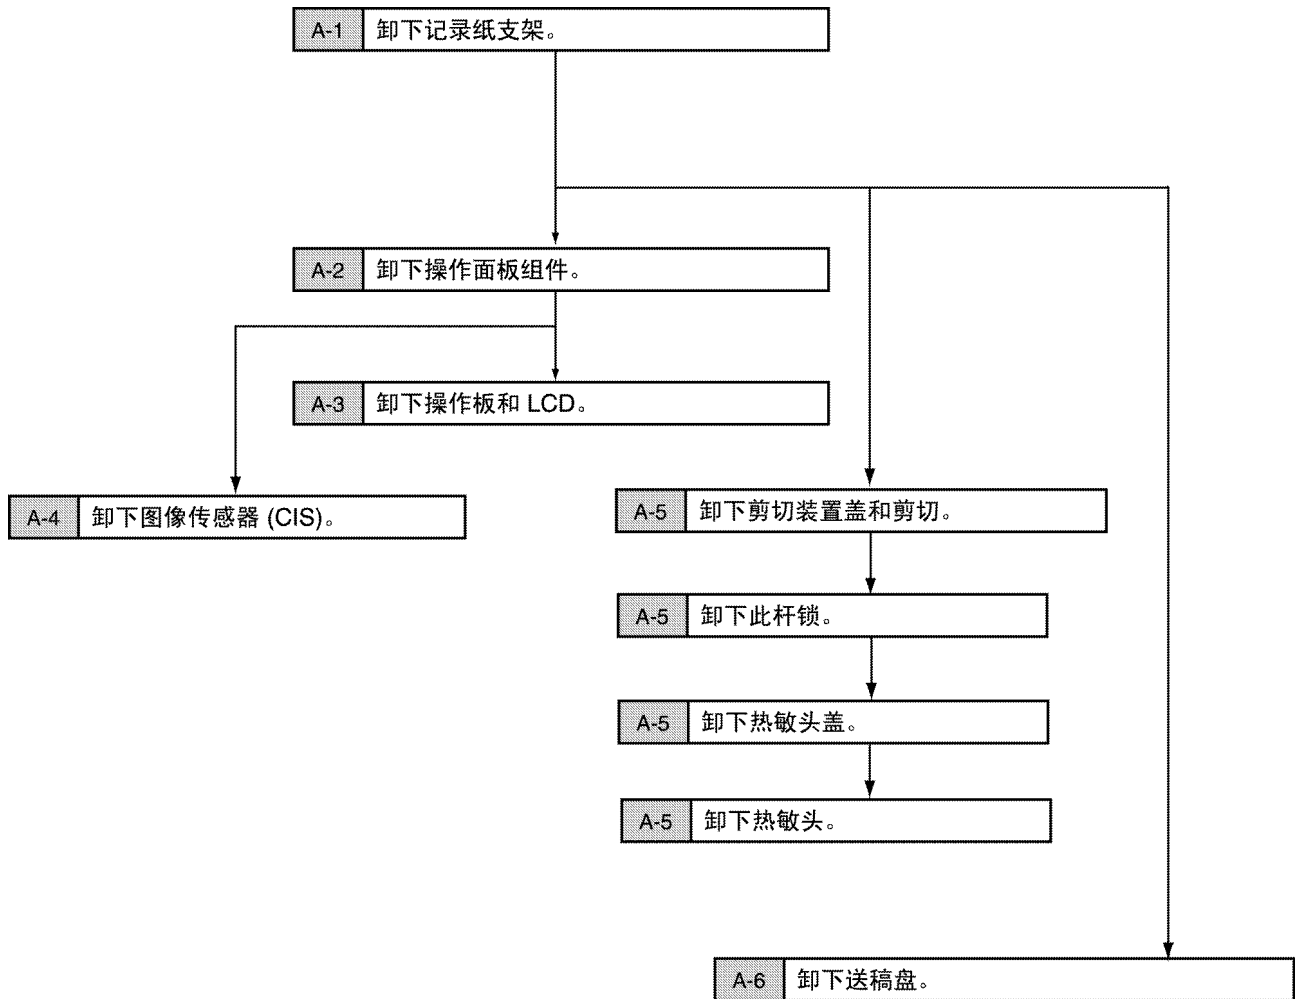 A-1 卸下记录纸支架。
A-2 卸下操作面板组件。
A-3 卸下操作板和 LCD。
A-4 卸下图像传感器 (CIS)。
A-5 卸下剪切装置盖和剪切。
A-5 卸下此杆锁。
A-5 卸下热敏头盖。
A-5 卸下热敏头。
A-6 卸下送稿盘。